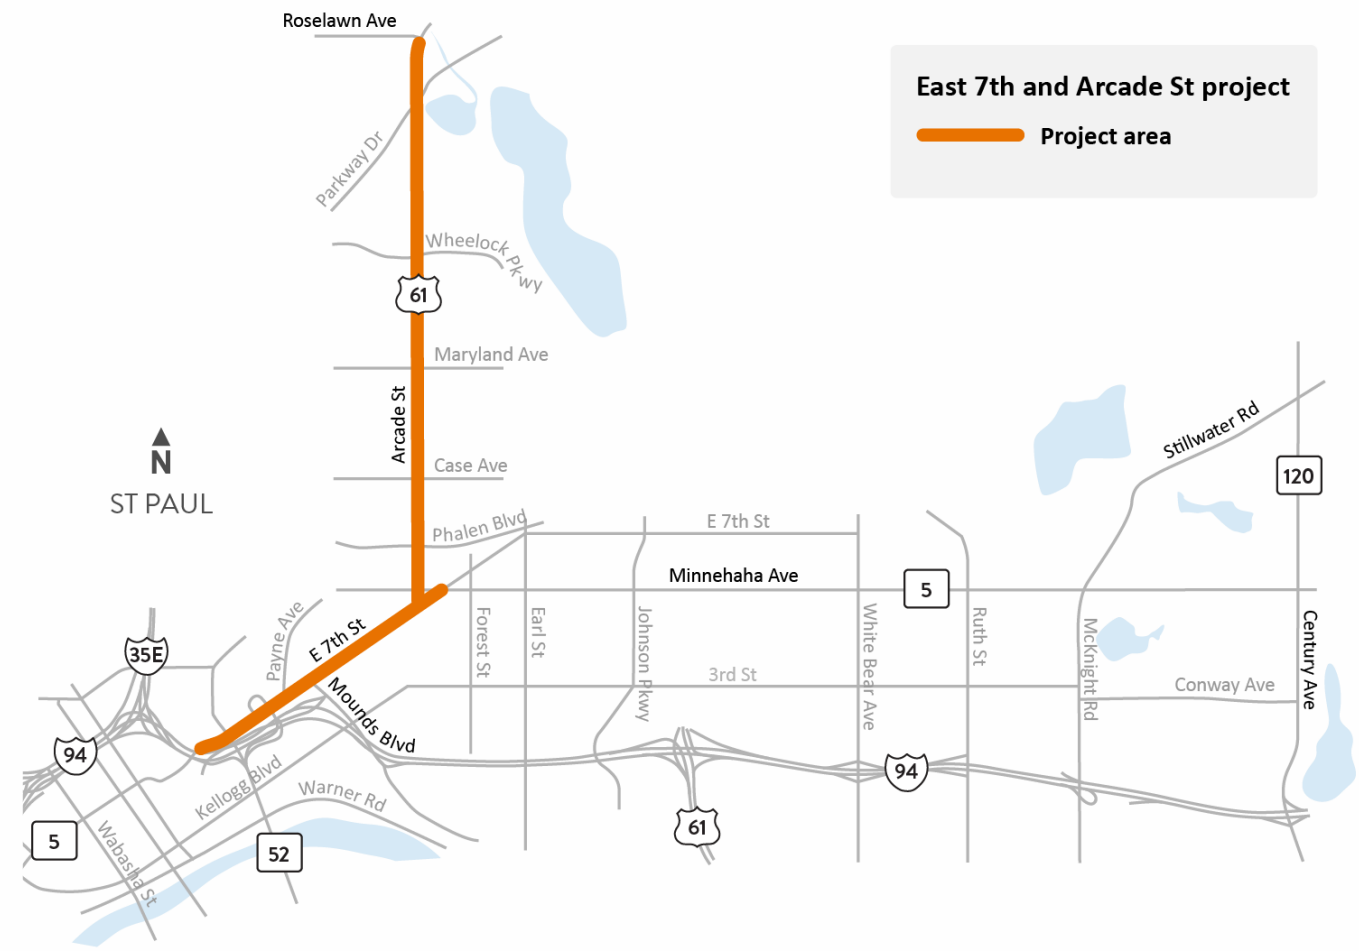 Roselawn Ave
East 7th and Arcade St project
Project area
Parkway Dr
Wheelock Pkwy
61
Maryland Ave
Arcade St
Case Ave
N
ST PAUL
Stillwater Rd
120
Phalen Blvd
E 7th St
Minnehaha Ave
5
Payne Ave
E 7th St
Forest St
Earl St
Johnson Pkwy
White Bear Ave
Ruth St
McKnight Rd
Century Ave
35E
3rd St
Conway Ave
Mounds Blvd
94
94
Kellogg Blvd
Warner Rd
61
5
Wabasha St
52